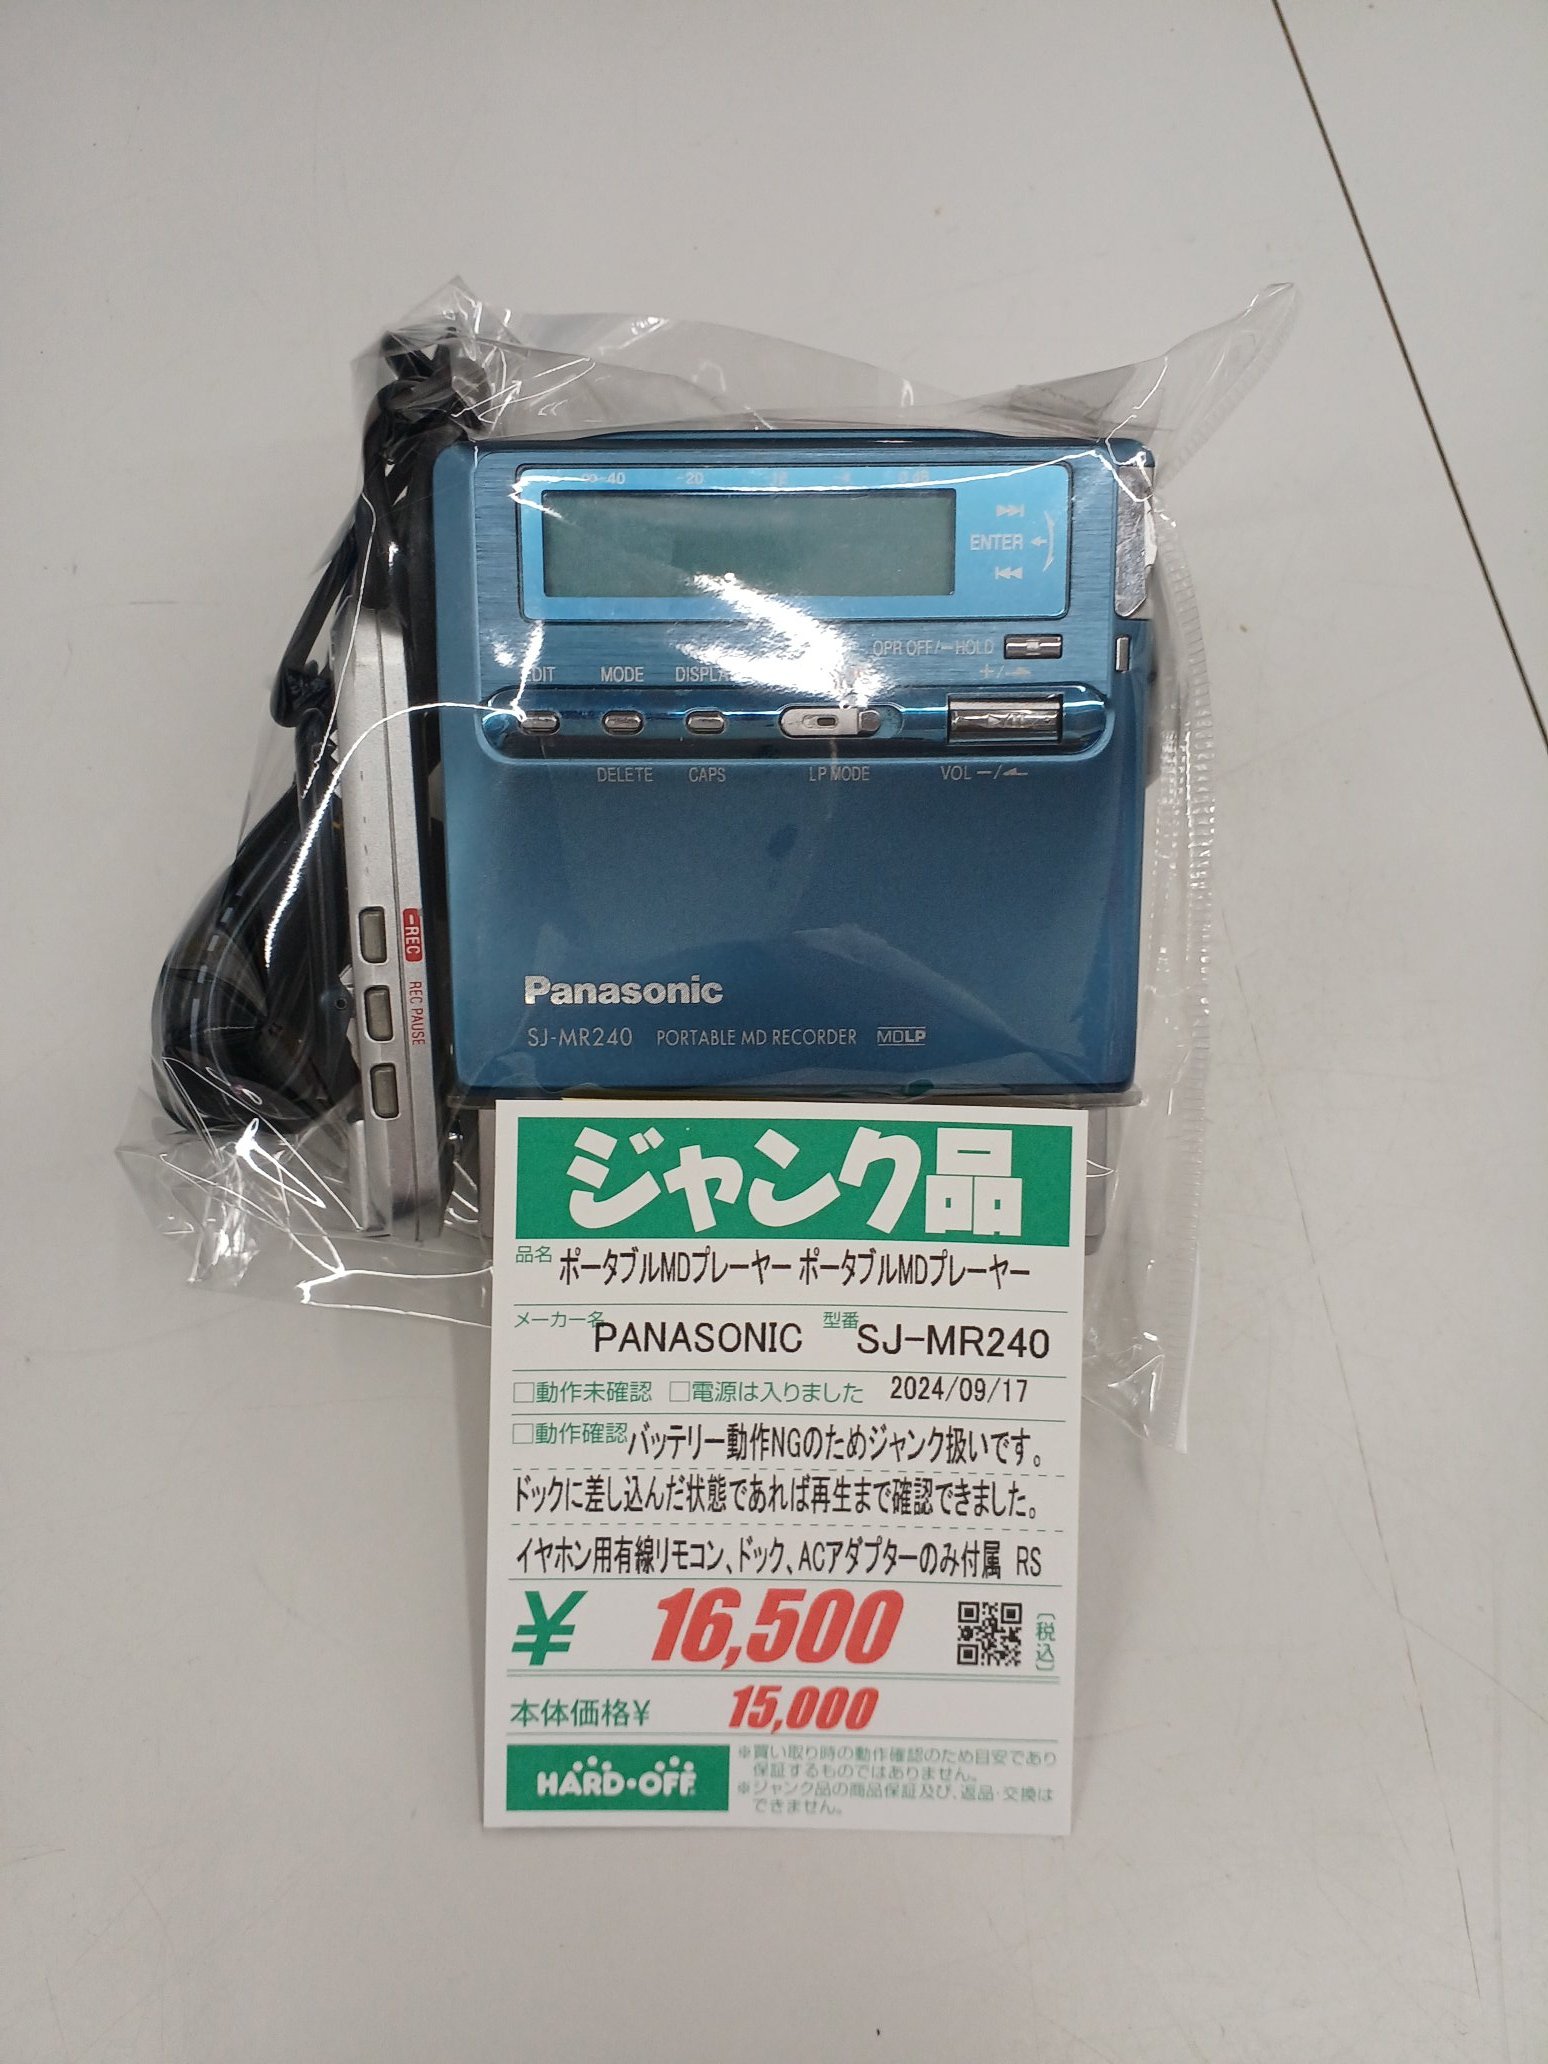 -40 -20
ENTER
OPR OFF/ーHOLD
MODE
DELETE CAPS LP MODE VOL ー/
REC
REC PAUSE
Panasonic
SJ-MR240 PORTABLE MD RECORDER MDLP
ジャンク品
品名 ポータブルMDプレーヤー ポータブルMDプレーヤー
メーカー名 PANASONIC 型番 SJ-MR240
□動作未確認 □電源は入りました 2024/09/17
□動作確認 バッテリー動作NGのためジャンク扱いです。
ドックに差し込んだ状態であれば再生まで確認できました。
イヤホン用有線リモコン、ドック、ACアダプターのみ付属 RS
¥ 16,500 (税込)
本体価格¥ 15,000
HARD・OFF
※買い取り時の動作確認のため目安であり
保証するものではありません。
※ジャンク品の商品保証及び、返品・交換は
できません。